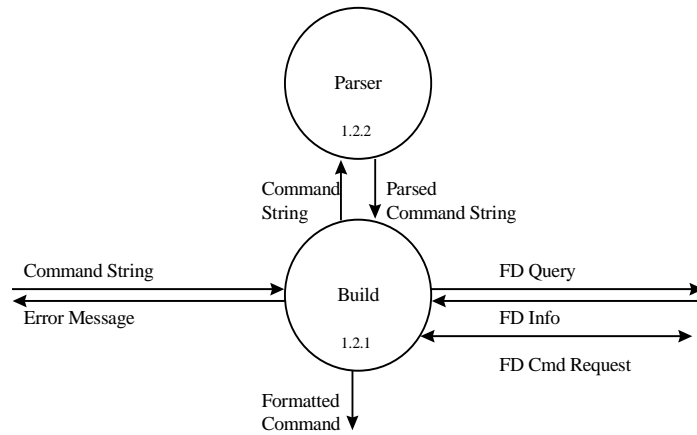 Parser
1.2.2
Command
String
Parsed
Command String
Command String
Error Message
Build
1.2.1
FD Query
FD Info
FD Cmd Request
Formatted
Command